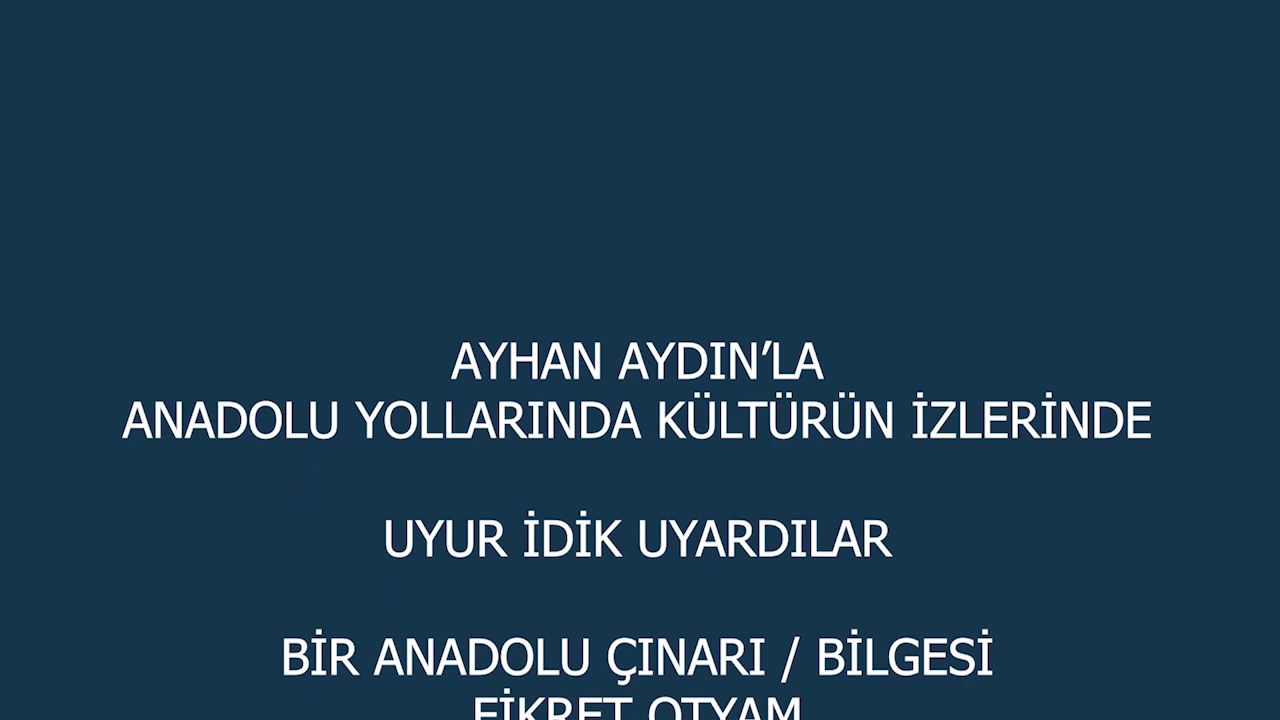 AYHAN AYDIN’LA
ANADOLU YOLLARINDA KÜLTÜRÜN İZLERİNDE
UYUR İDİK UYARDILAR
BİR ANADOLU ÇINARI / BİLGESİ
FİKRET OTYAM